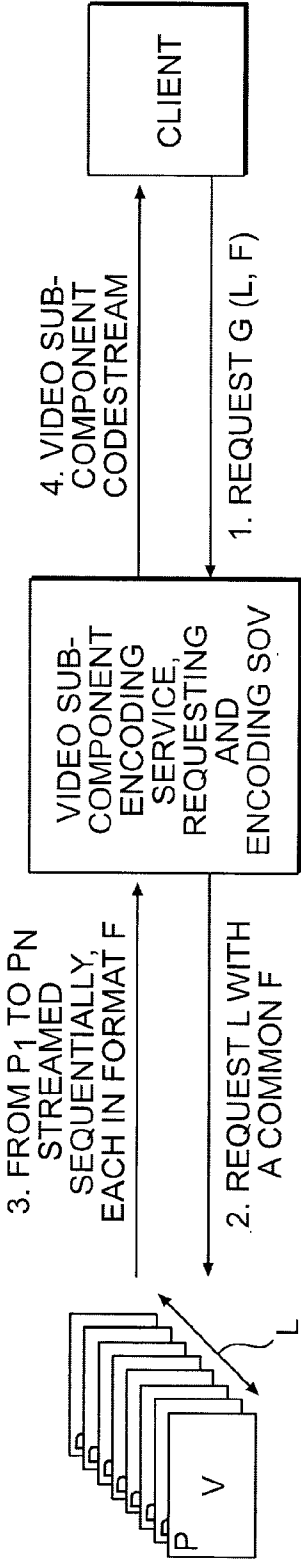 3. FROM P1 TO PN
STREAMED
SEQUENTIALLY,
EACH IN FORMAT F
P
V
L
2. REQUEST L WITH
A COMMON F
VIDEO SUB-
COMPONENT
ENCODING
SERVICE,
REQUESTING
AND
ENCODING SOV
4. VIDEO SUB-
COMPONENT
CODESTREAM
1. REQUEST G (L, F)
CLIENT